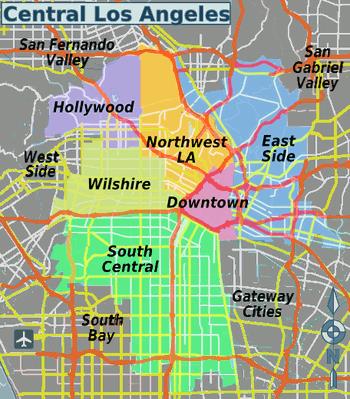 Central Los Angeles
San Fernando
Valley
San
Gabriel
Valley
Hollywood
Northwest
LA
East
Side
West
Side
Wilshire
Downtown
South
Central
Gateway
Cities
South
Bay
N